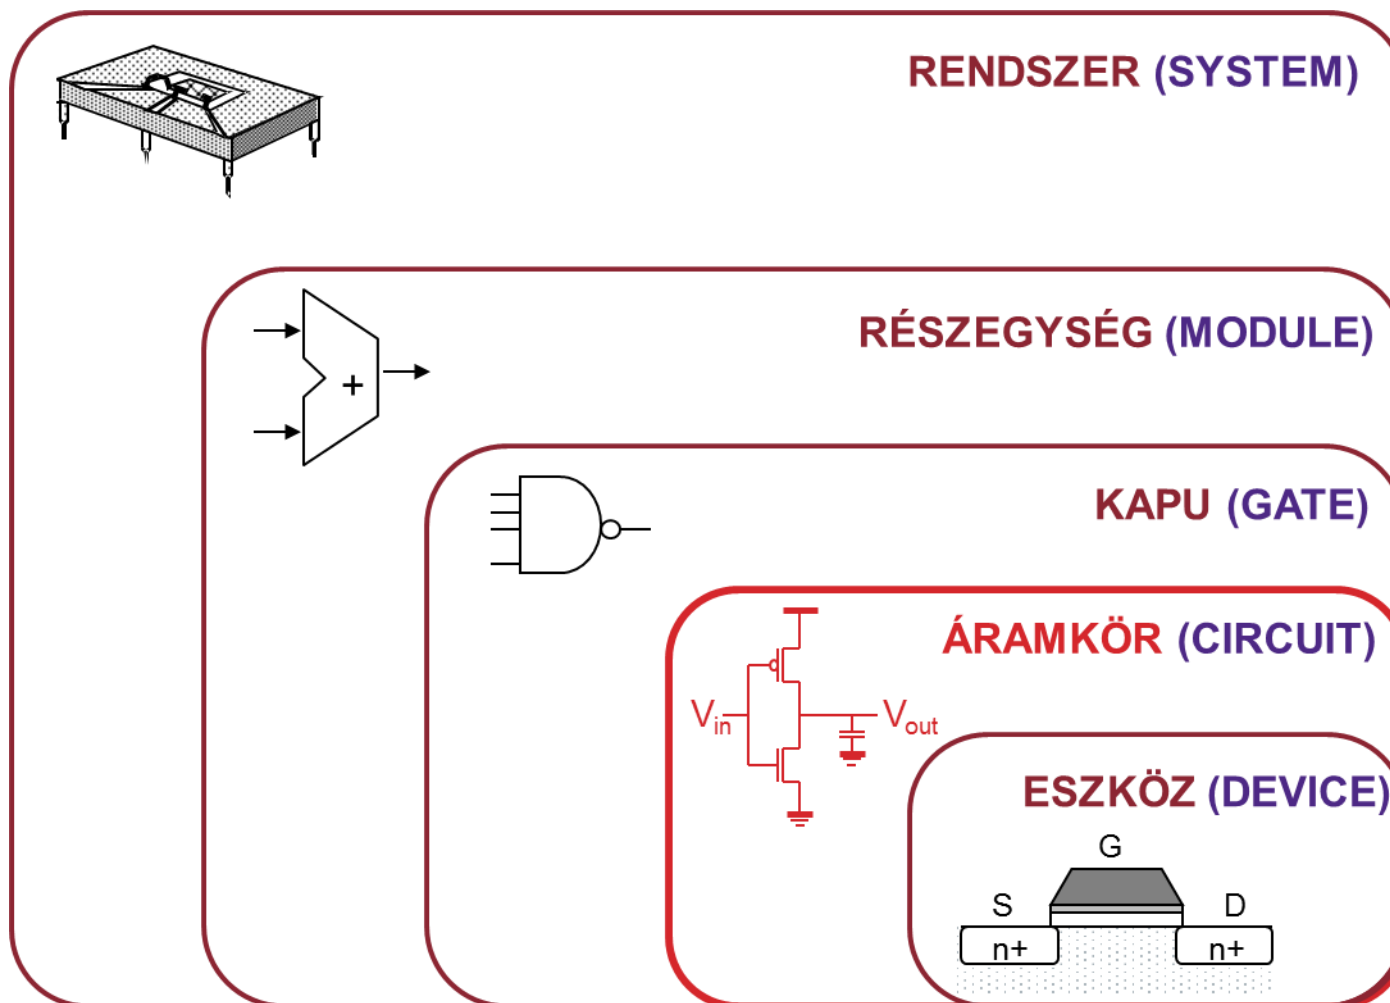 RENDSZER (SYSTEM)
RÉSZEGYSÉG (MODULE)
+
KAPU (GATE)
ÁRAMKÖR (CIRCUIT)
Vin
Vout
ESZKÖZ (DEVICE)
G
S
D
n+
n+